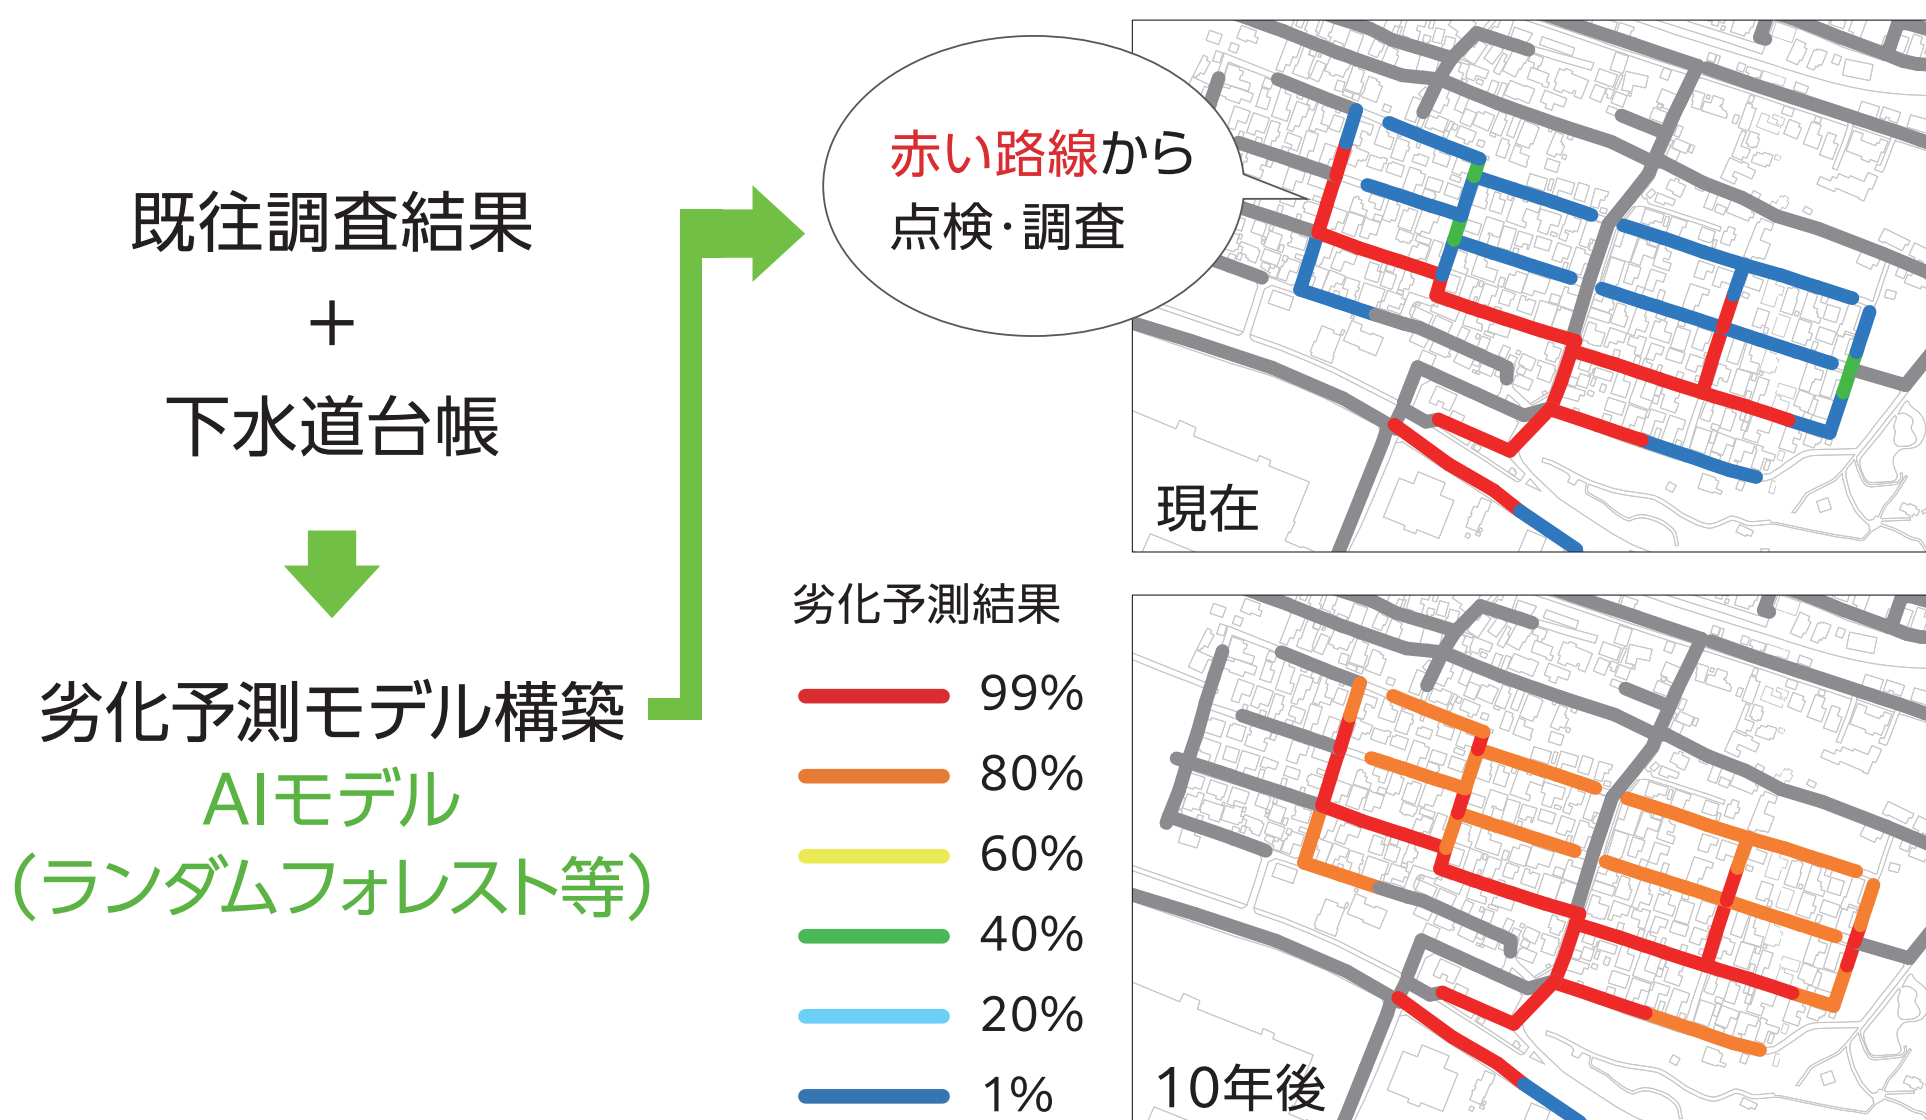 既往調査結果
+
下水道台帳
劣化予測モデル構築
AIモデル
(ランダムフォレスト等)
赤い路線から
点検・調査
劣化予測結果
99%
80%
60%
40%
20%
1%
現在
10年後